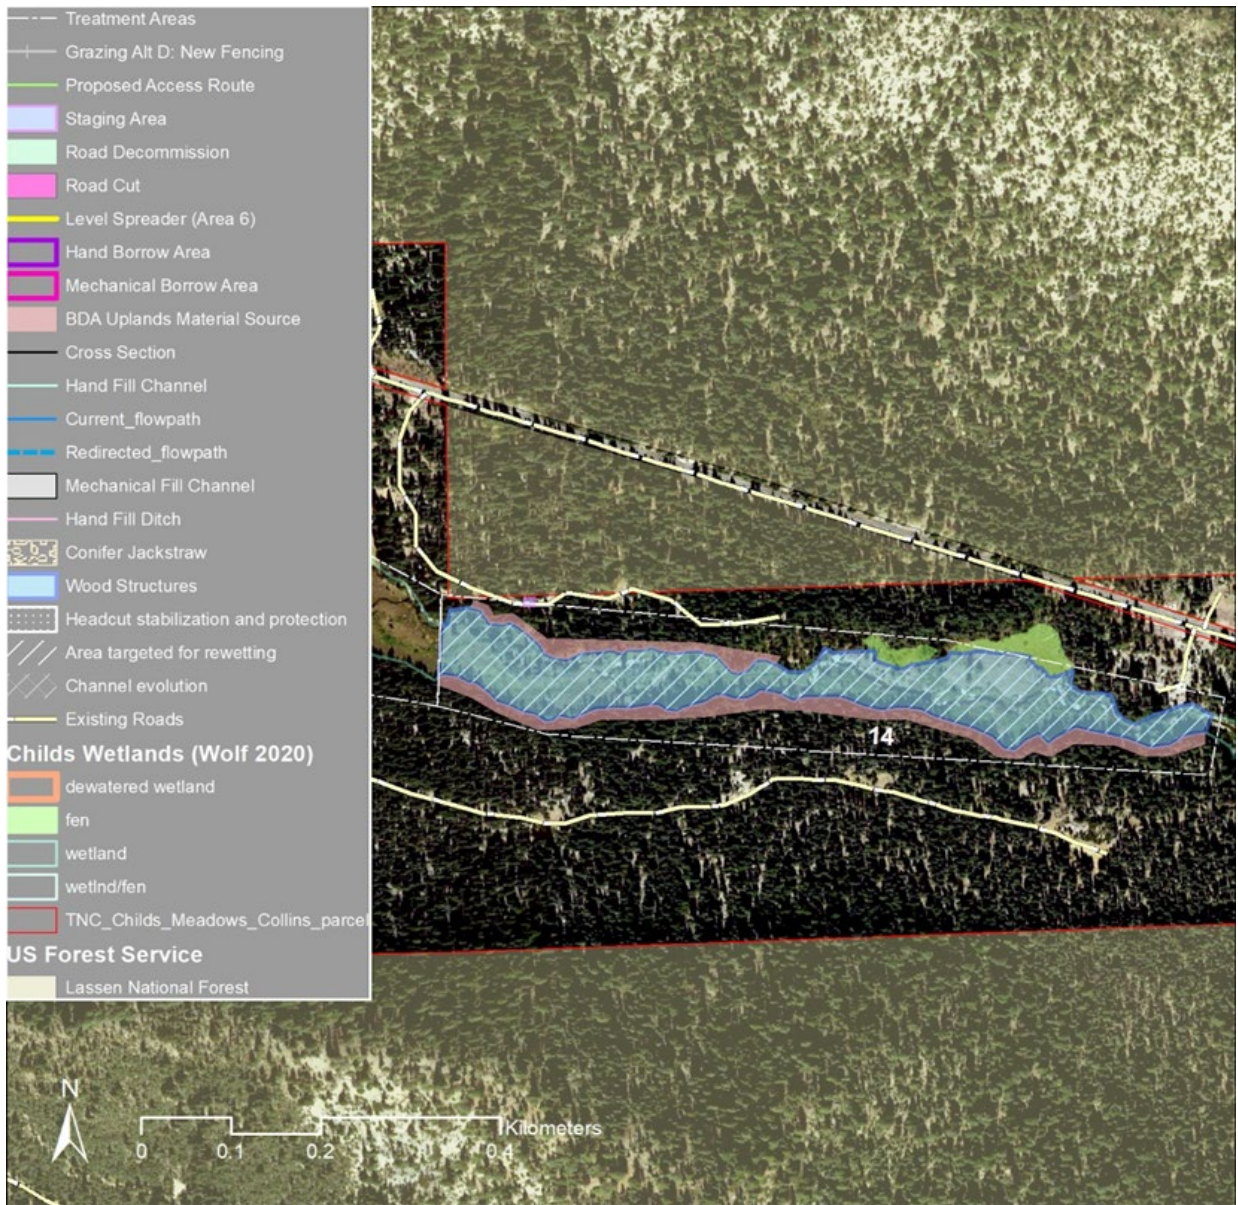 Treatment Areas
Grazing Alt D: New Fencing
Proposed Access Route
Staging Area
Road Decommission
Road Cut
Level Spreader (Area 6)
Hand Borrow Area
Mechanical Borrow Area
BDA Uplands Material Source
Cross Section
Hand Fill Channel
Current_flowpath
Redirected_flowpath
Mechanical Fill Channel
Hand Fill Ditch
Conifer Jackstraw
Wood Structures
Headcut stabilization and protection
Area targeted for rewetting
Channel evolution
Existing Roads
Childs Wetlands (Wolf 2020)
dewatered wetland
fen
wetland
wetlnd/fen
TNC_Childs_Meadows_Collins_parcel
US Forest Service
Lassen National Forest
14
N
Kilometers
0 0.1 0.2 0.4